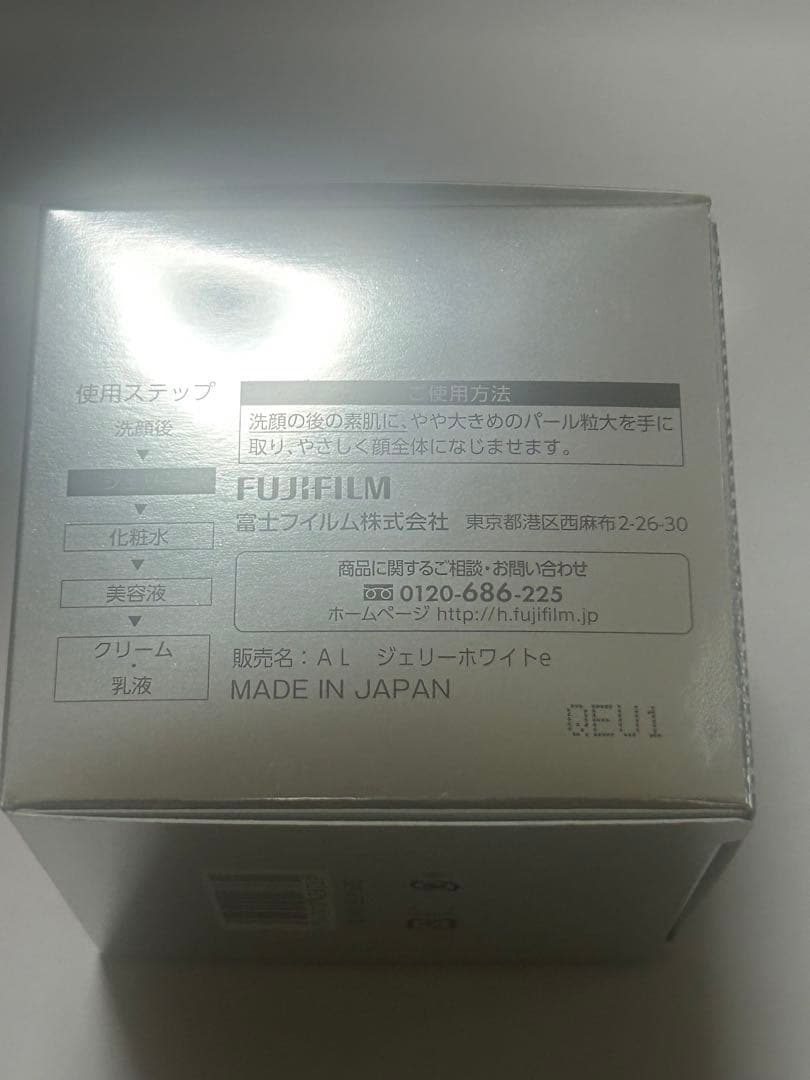 使用ステップ
洗顔後
▼
▼
化粧水
▼
美容液
▼
クリーム
・
乳液
ご使用方法
洗顔の後の素肌に、やや大きめのパール粒大を手に
取り、やさしく顔全体になじませます。
FUJIFILM
富士フイルム株式会社 東京都港区西麻布2-26-30
商品に関するご相談・お問い合わせ
0120-686-225
ホームページ http://h.fujifilm.jp
販売名：ＡＬ ジェリーホワイトe
MADE IN JAPAN
QEU1